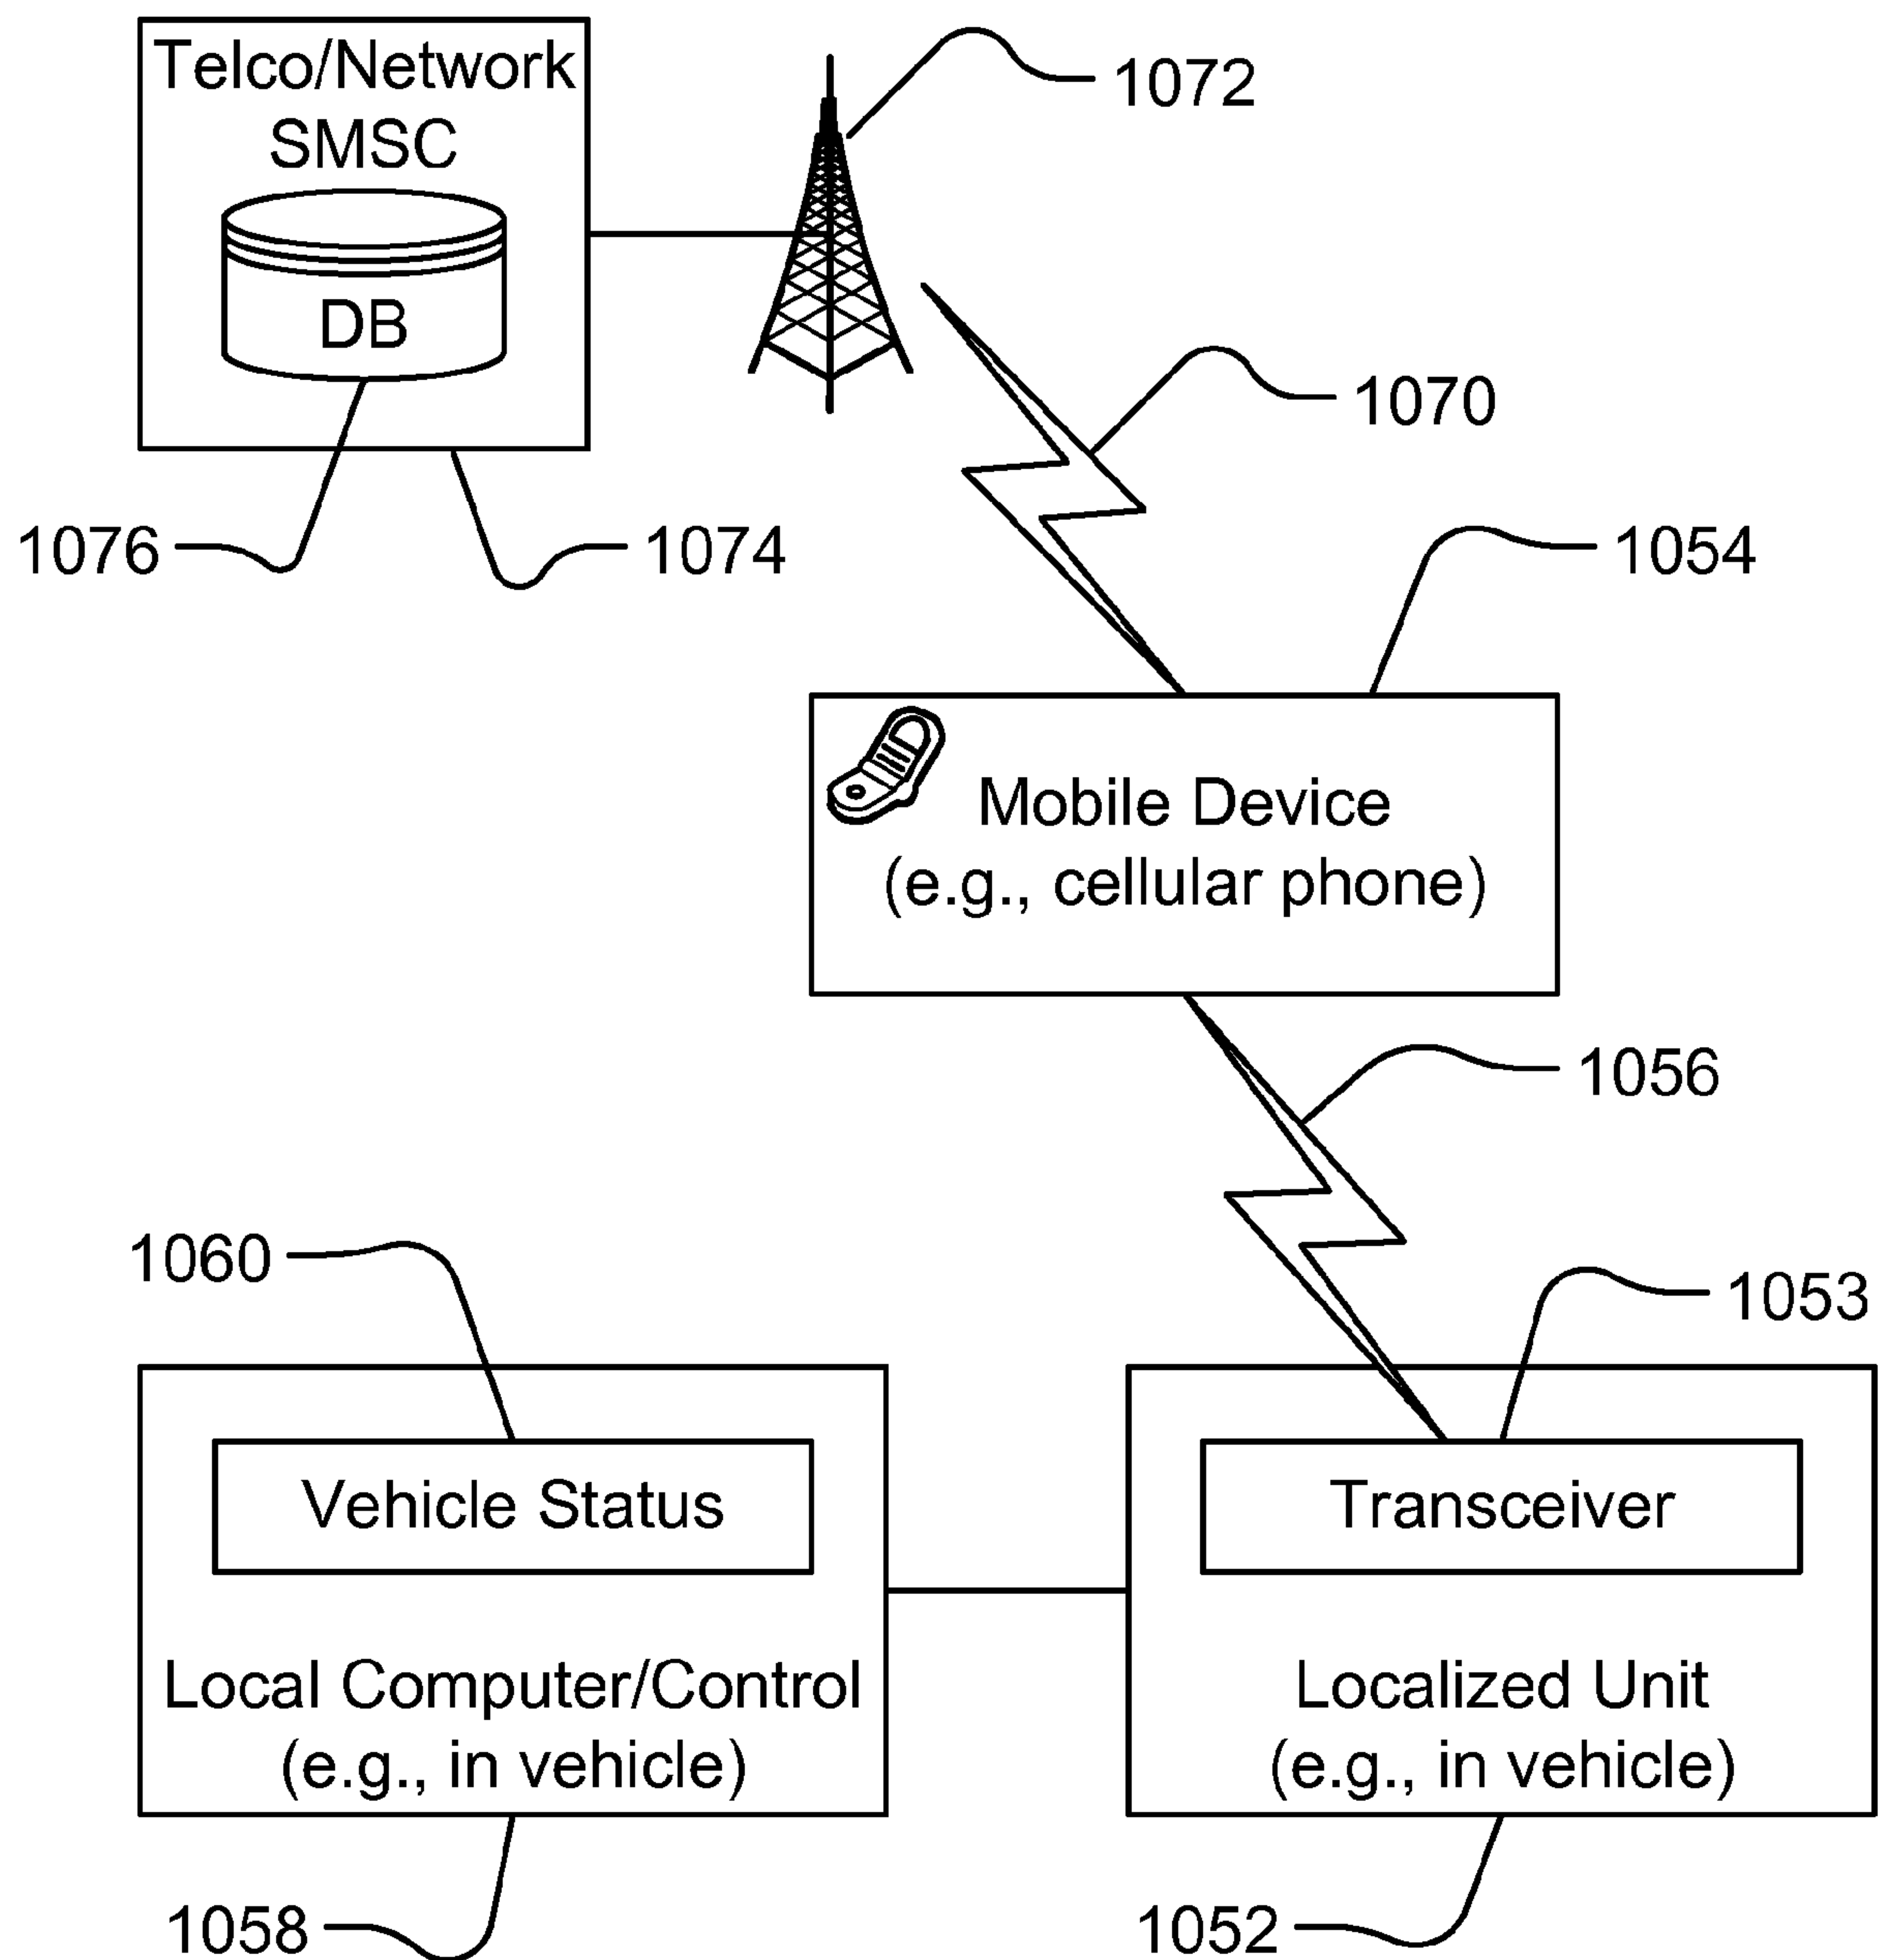 Telco/Network
SMSC
DB
1072
1070
1076
1074
1054
Mobile Device
(e.g., cellular phone)
1056
1060
1053
Vehicle Status
Transceiver
Local Computer/Control
(e.g., in vehicle)
Localized Unit
(e.g., in vehicle)
1058
1052